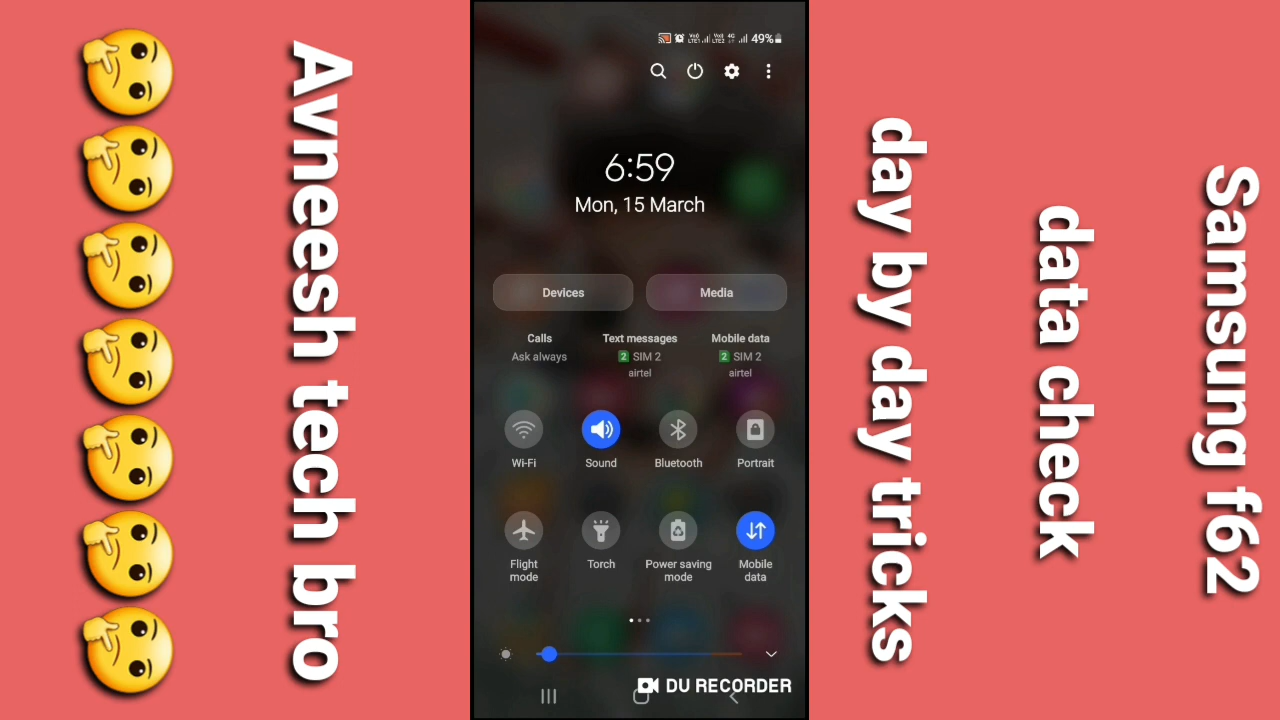 Samsung f62
data check
day by day tricks
Avneesh tech bro
49%
6:59
Mon, 15 March
Devices
Media
Calls
Text messages
Mobile data
Ask always
2 SIM 2
2 SIM 2
airtel
airtel
Wi-Fi
Sound
Bluetooth
Portrait
Flight mode
Torch
Power saving mode
Mobile data
DU RECORDER